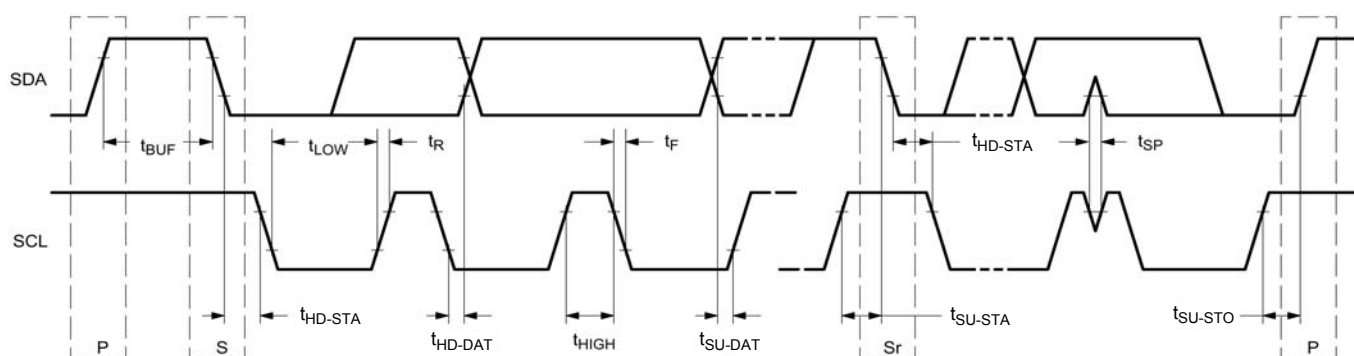 SDA
tBUF
tLOW
tR
tF
tHD-STA
tSP
SCL
tHD-STA
tHD-DAT
tHIGH
tSU-DAT
tSU-STA
tSU-STO
P
S
Sr
P